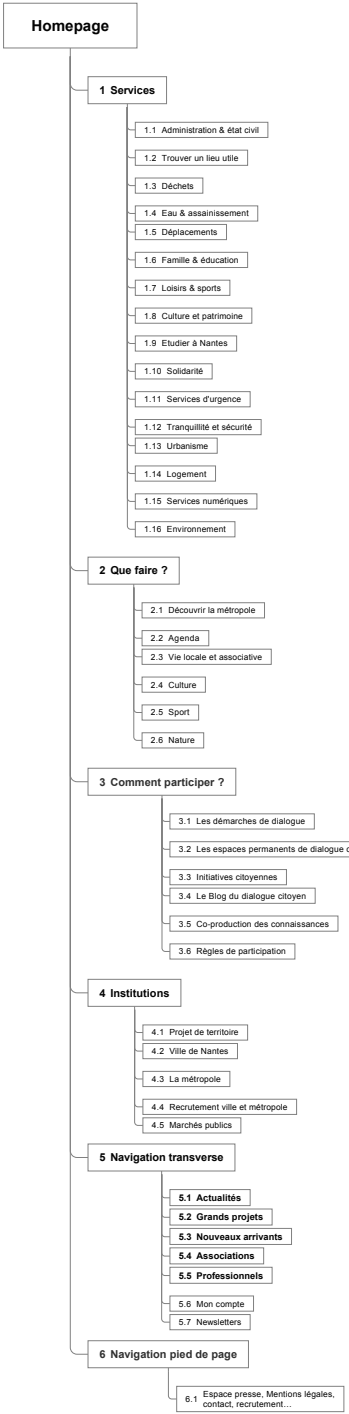 Homepage
1 Services
1.1 Administration & état civil
1.2 Trouver un lieu utile
1.3 Déchets
1.4 Eau & assainissement
1.5 Déplacements
1.6 Famille & éducation
1.7 Loisirs & sports
1.8 Culture et patrimoine
1.9 Etudier à Nantes
1.10 Solidarité
1.11 Services d'urgence
1.12 Tranquillité et sécurité
1.13 Urbanisme
1.14 Logement
1.15 Services numériques
1.16 Environnement
2 Que faire ?
2.1 Découvrir la métropole
2.2 Agenda
2.3 Vie locale et associative
2.4 Culture
2.5 Sport
2.6 Nature
3 Comment participer ?
3.1 Les démarches de dialogue
3.2 Les espaces permanents de dialogue
3.3 Initiatives citoyennes
3.4 Le Blog du dialogue citoyen
3.5 Co-production des connaissances
3.6 Règles de participation
4 Institutions
4.1 Projet de territoire
4.2 Ville de Nantes
4.3 La métropole
4.4 Recrutement ville et métropole
4.5 Marchés publics
5 Navigation transverse
5.1 Actualités
5.2 Grands projets
5.3 Nouveaux arrivants
5.4 Associations
5.5 Professionnels
5.6 Mon compte
5.7 Newsletters
6 Navigation pied de page
6.1 Espace presse, Mentions légales,
contact, recrutement…